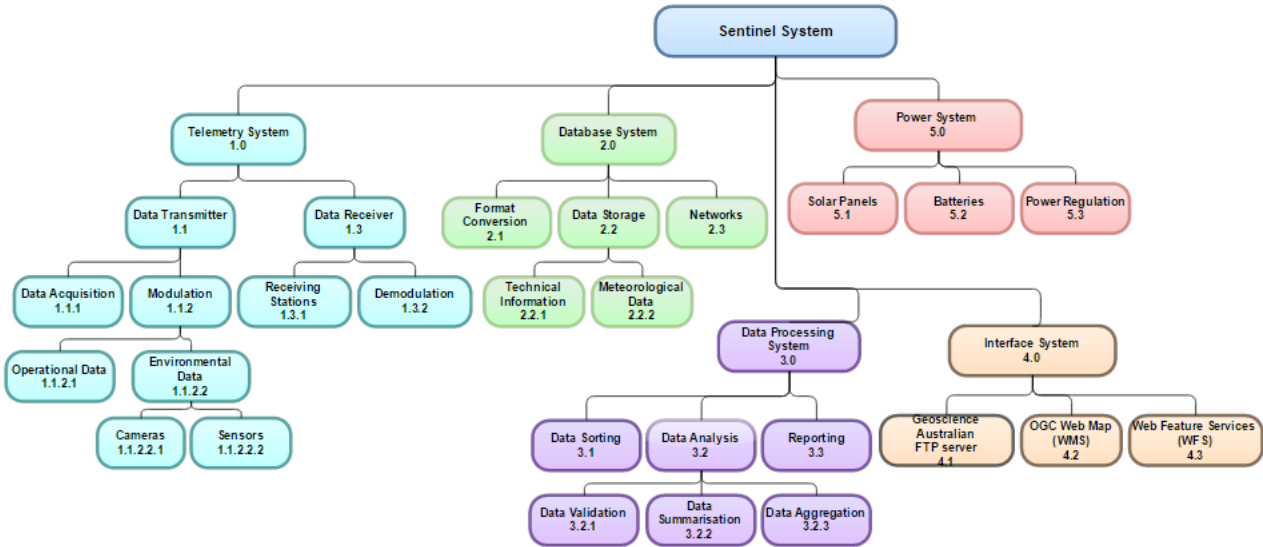 Sentinel System
Telemetry System
1.0
Database System
2.0
Power System
5.0
Data Transmitter
1.1
Data Receiver
1.3
Format
Conversion
2.1
Data Storage
2.2
Networks
2.3
Solar Panels
5.1
Batteries
5.2
Power Regulation
5.3
Data Acquisition
1.1.1
Modulation
1.1.2
Receiving
Stations
1.3.1
Demodulation
1.3.2
Technical
Information
2.2.1
Meteorological
Data
2.2.2
Data Processing
System
3.0
Interface System
4.0
Operational Data
1.1.2.1
Environmental
Data
1.1.2.2
Cameras
1.1.2.2.1
Sensors
1.1.2.2.2
Data Sorting
3.1
Data Analysis
3.2
Reporting
3.3
Geoscience
Australian
FTP server
4.1
OGC Web Map
(WMS)
4.2
Web Feature Services
(WFS)
4.3
Data Validation
3.2.1
Data
Summarisation
3.2.2
Data Aggregation
3.2.3